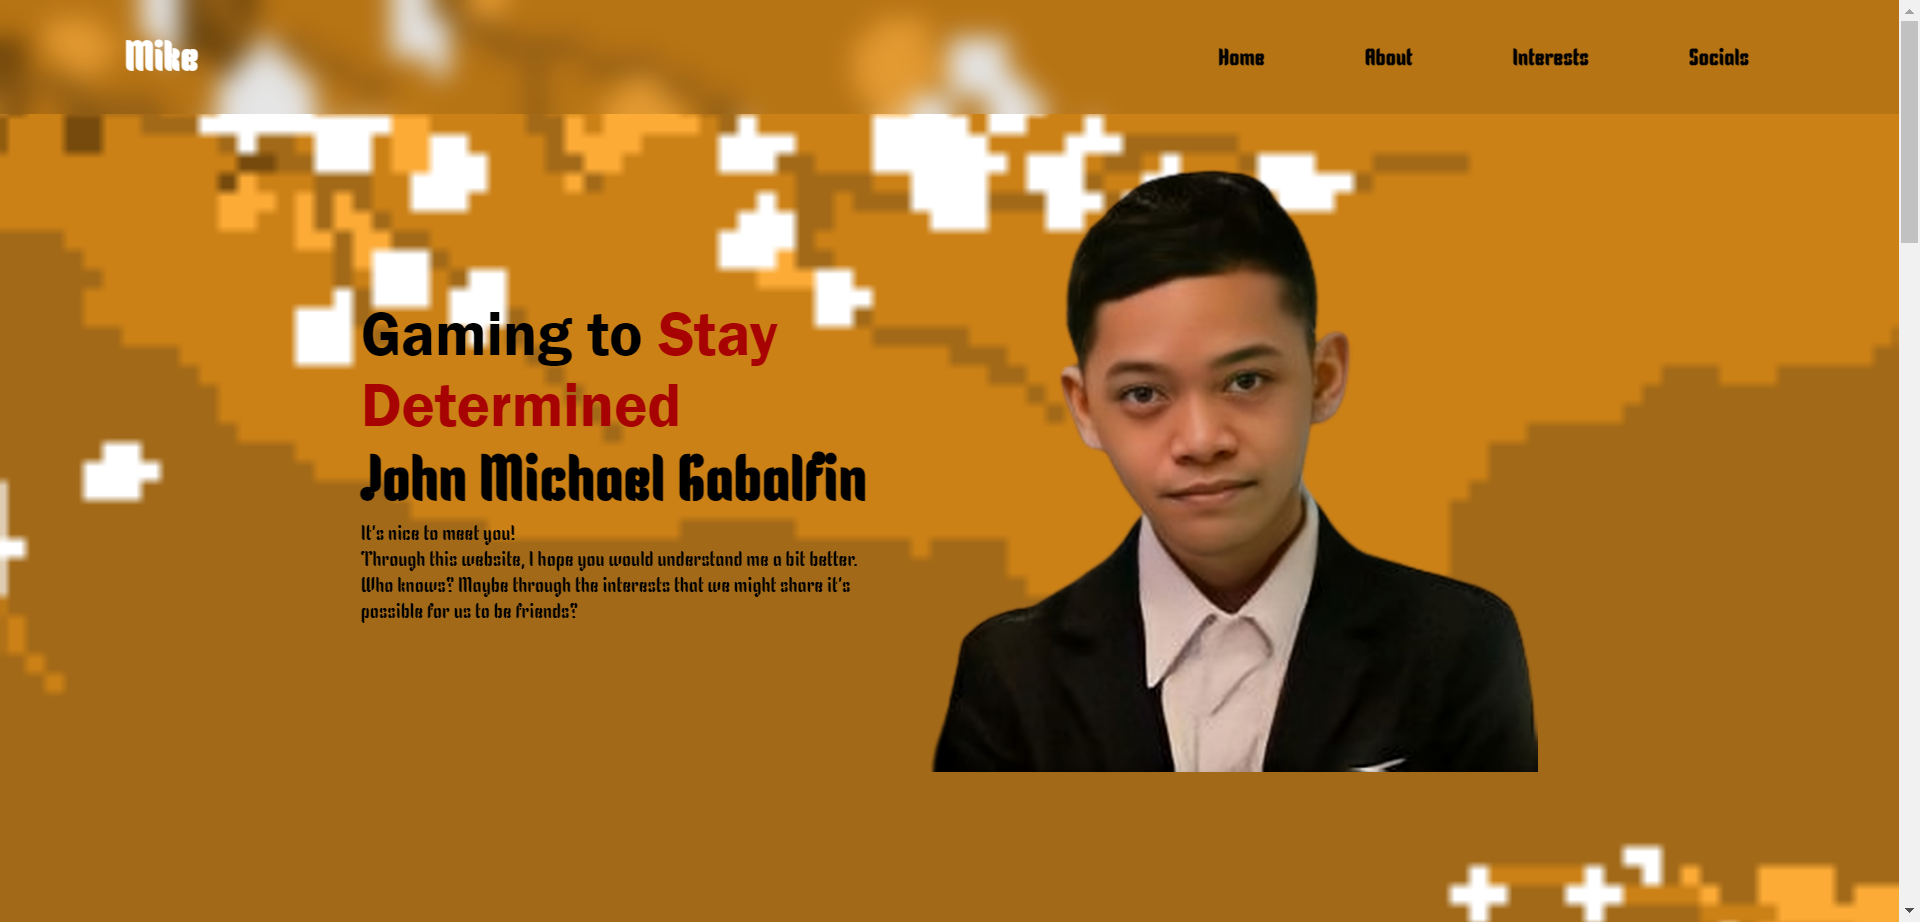 Mike
Home About Interests Socials
Gaming to Stay
Determined
John Michael Gabalfin
It's nice to meet you!
Through this website, I hope you would understand me a bit better.
Who knows? Maybe through the interests that we might share it's
possible for us to be friends?